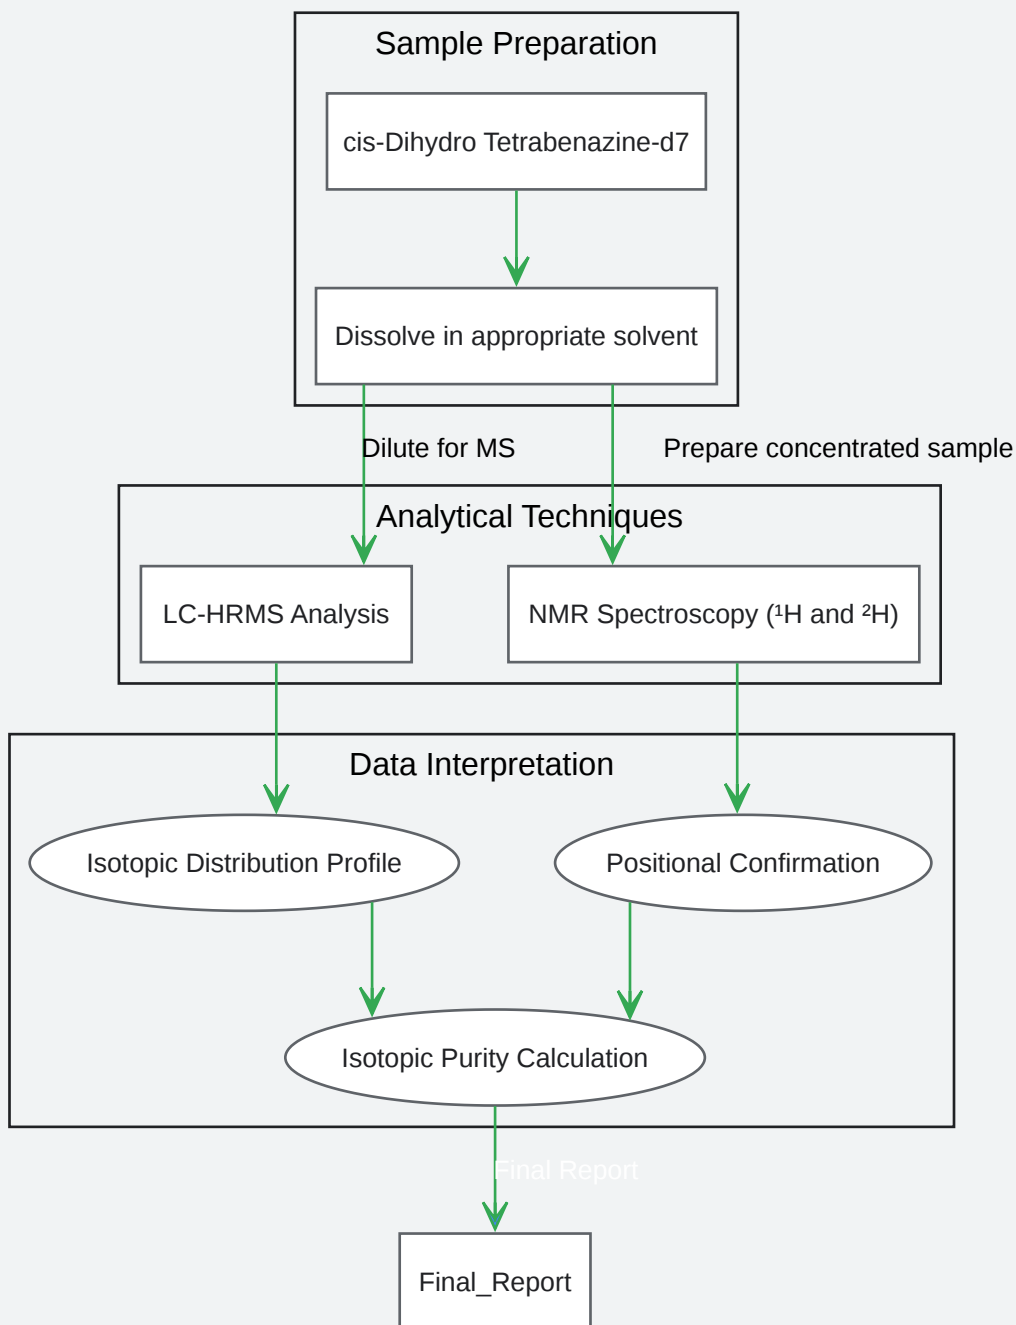 Sample Preparation
cis-Dihydro Tetrabenazine-d7
Dissolve in appropriate solvent
Dilute for MS
Prepare concentrated sample
Analytical Techniques
LC-HRMS Analysis
NMR Spectroscopy (¹H and ²H)
Data Interpretation
Isotopic Distribution Profile
Positional Confirmation
Isotopic Purity Calculation
Final Report
Final_Report